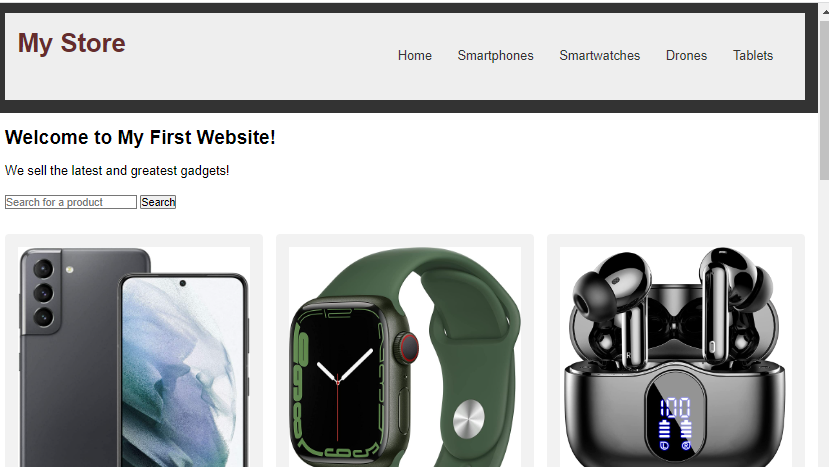 My Store
Home Smartphones Smartwatches Drones Tablets
Welcome to My First Website!
We sell the latest and greatest gadgets!
Search for a product Search
R
100